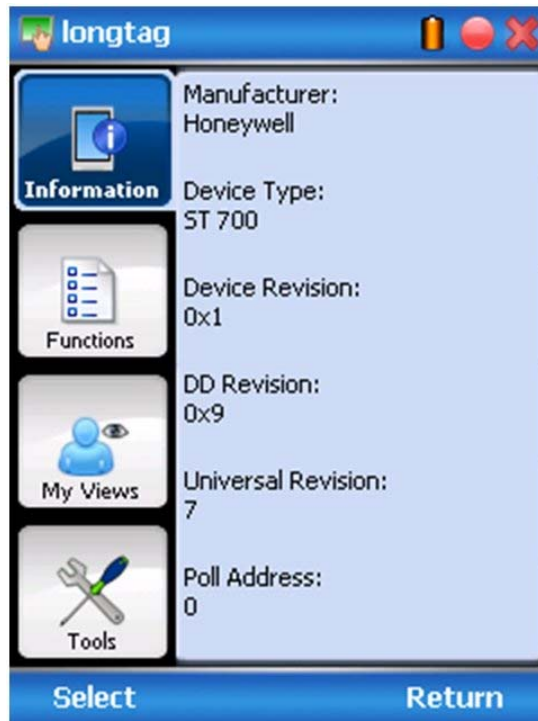 longtag
Information
Functions
My Views
Tools
Manufacturer:
Honeywell
Device Type:
ST 700
Device Revision:
0x1
DD Revision:
0x9
Universal Revision:
7
Poll Address:
0
Select
Return